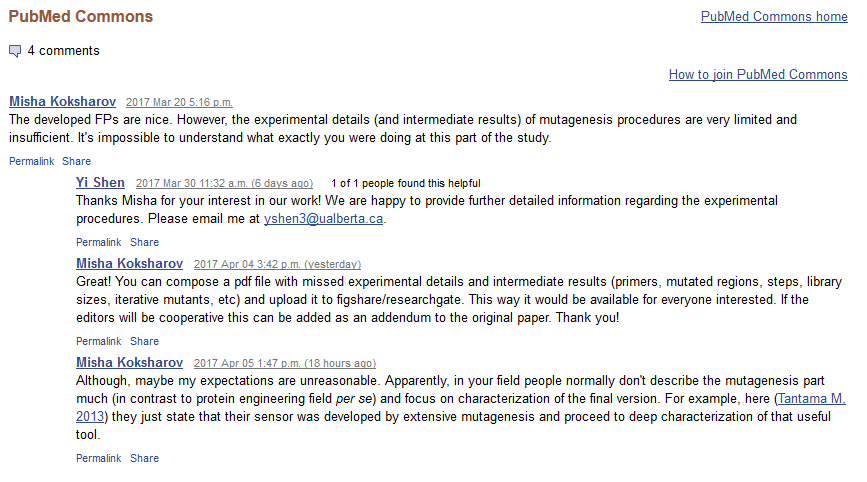 PubMed Commons
PubMed Commons home
4 comments
How to join PubMed Commons
Misha Koksharov 2017 Mar 20 5:16 p.m.
The developed FPs are nice. However, the experimental details (and intermediate results) of mutagenesis procedures are very limited and
insufficient. It's impossible to understand what exactly you were doing at this part of the study.
Permalink Share
Yi Shen 2017 Mar 30 11:32 a.m. (6 days ago) 1 of 1 people found this helpful
Thanks Misha for your interest in our work! We are happy to provide further detailed information regarding the experimental
procedures. Please email me at yshen3@ualberta.ca.
Permalink Share
Misha Koksharov 2017 Apr 04 3:42 p.m. (yesterday)
Great! You can compose a pdf file with missed experimental details and intermediate results (primers, mutated regions, steps, library
sizes, iterative mutants, etc) and upload it to figshare/researchgate. This way it would be available for everyone interested. If the
editors will be cooperative this can be added as an addendum to the original paper. Thank you!
Permalink Share
Misha Koksharov 2017 Apr 05 1:47 p.m. (18 hours ago)
Although, maybe my expectations are unreasonable. Apparently, in your field people normally don't describe the mutagenesis part
much (in contrast to protein engineering field per se) and focus on characterization of the final version. For example, here (Tantama M,
2013) they just state that their sensor was developed by extensive mutagenesis and proceed to deep characterization of that useful
tool.
Permalink Share